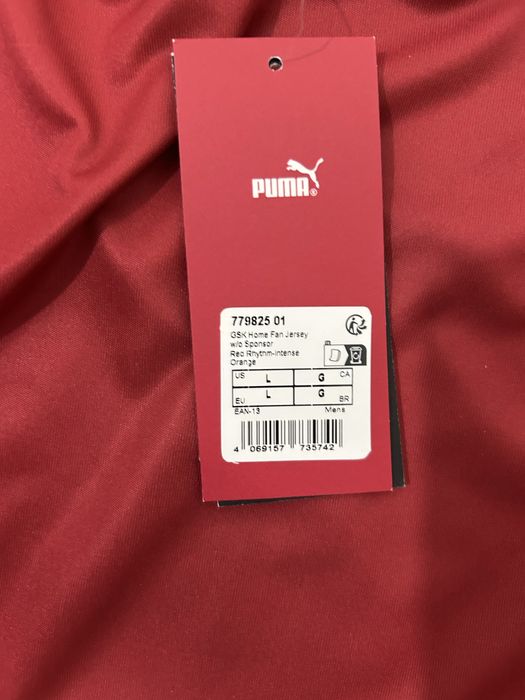 PUMA®
779825 01
GSK Home Fan Jersey
w/o Sponsor
Red Rhythm-Intense
Orange
US L G CA
EU L G BR
EAN-13 Mens
4 069157 735742